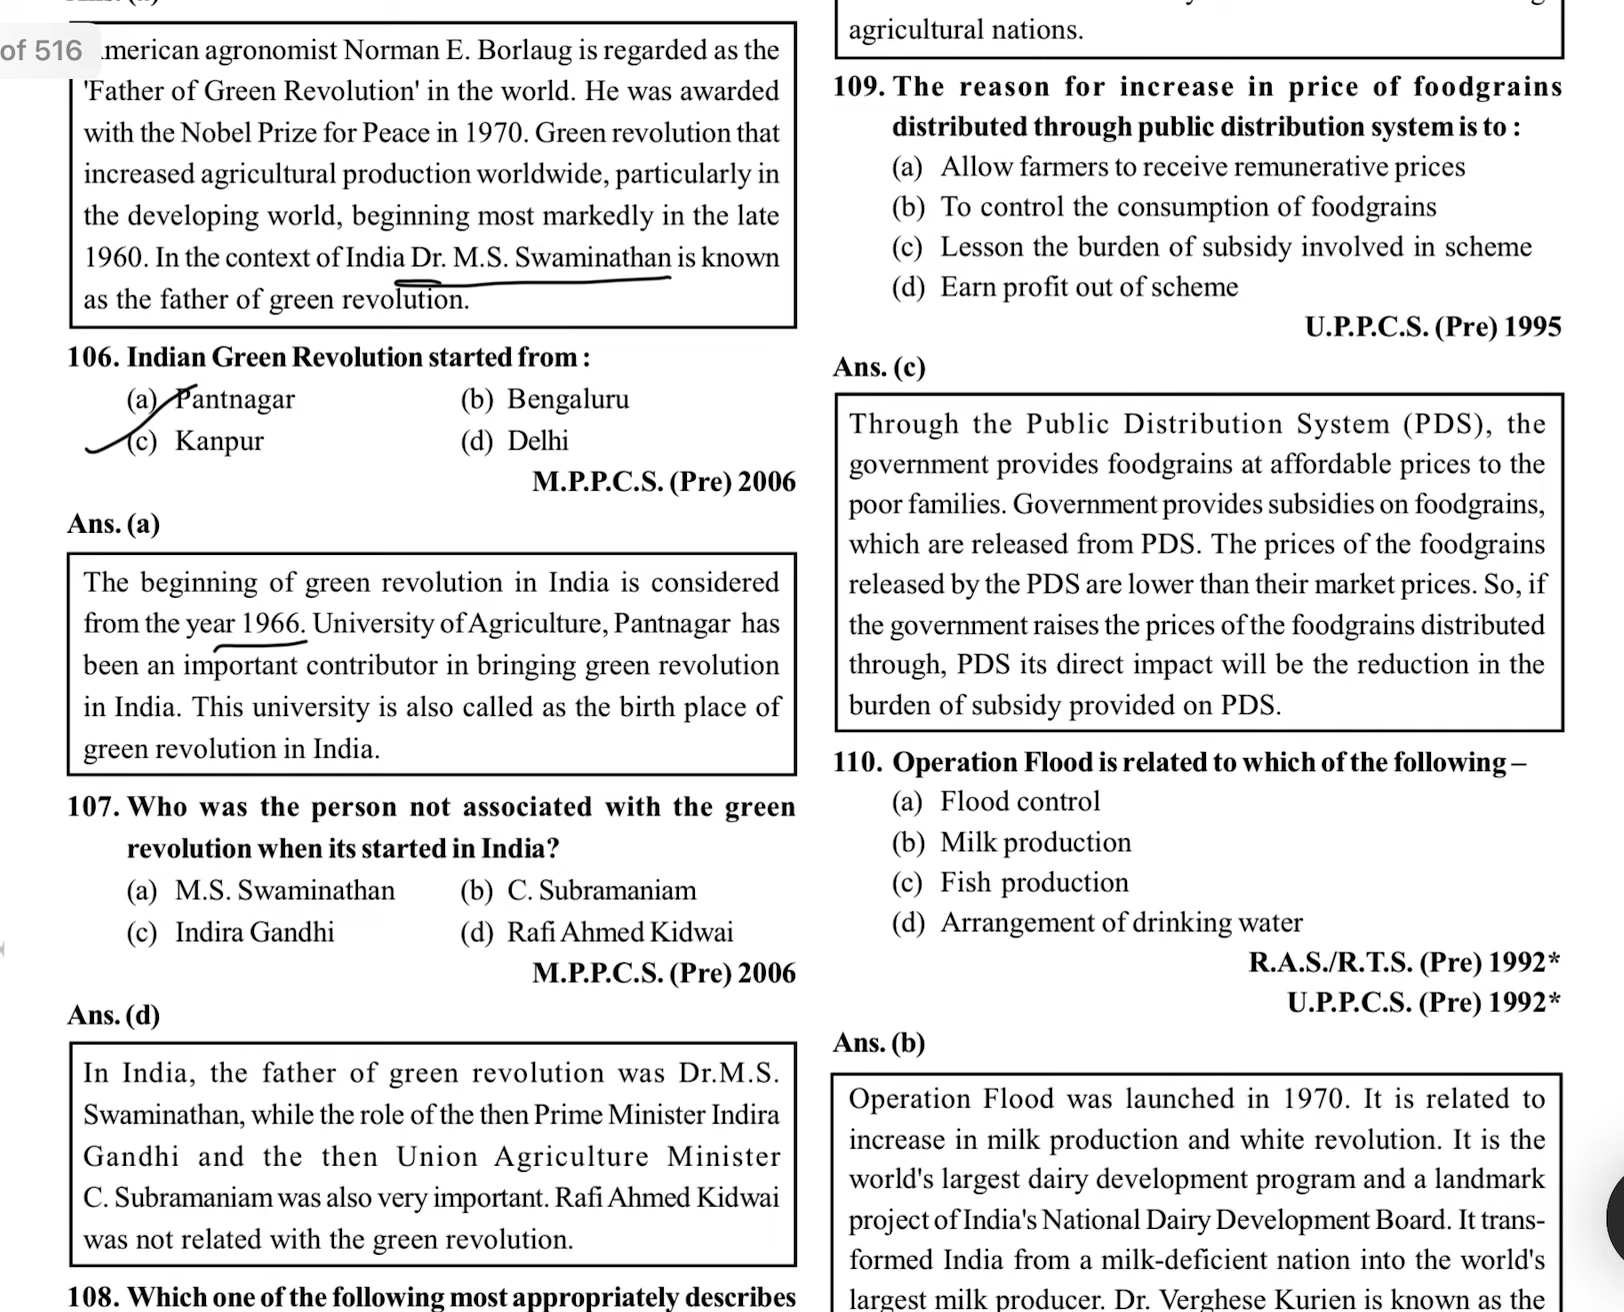 of 516
merican agronomist Norman E. Borlaug is regarded as the
'Father of Green Revolution' in the world. He was awarded
with the Nobel Prize for Peace in 1970. Green revolution that
increased agricultural production worldwide, particularly in
the developing world, beginning most markedly in the late
1960. In the context of India Dr. M.S. Swaminathan is known
as the father of green revolution.
106. Indian Green Revolution started from :
(a) Pantnagar (b) Bengaluru
(c) Kanpur (d) Delhi
M.P.P.C.S. (Pre) 2006
Ans. (a)
The beginning of green revolution in India is considered
from the year 1966. University of Agriculture, Pantnagar has
been an important contributor in bringing green revolution
in India. This university is also called as the birth place of
green revolution in India.
107. Who was the person not associated with the green
revolution when its started in India?
(a) M.S. Swaminathan (b) C. Subramaniam
(c) Indira Gandhi (d) Rafi Ahmed Kidwai
M.P.P.C.S. (Pre) 2006
Ans. (d)
In India, the father of green revolution was Dr.M.S.
Swaminathan, while the role of the then Prime Minister Indira
Gandhi and the then Union Agriculture Minister
C. Subramaniam was also very important. Rafi Ahmed Kidwai
was not related with the green revolution.
108. Which one of the following most appropriately describes
agricultural nations.
109. The reason for increase in price of foodgrains
distributed through public distribution system is to :
(a) Allow farmers to receive remunerative prices
(b) To control the consumption of foodgrains
(c) Lesson the burden of subsidy involved in scheme
(d) Earn profit out of scheme
U.P.P.C.S. (Pre) 1995
Ans. (c)
Through the Public Distribution System (PDS), the
government provides foodgrains at affordable prices to the
poor families. Government provides subsidies on foodgrains,
which are released from PDS. The prices of the foodgrains
released by the PDS are lower than their market prices. So, if
the government raises the prices of the foodgrains distributed
through, PDS its direct impact will be the reduction in the
burden of subsidy provided on PDS.
110. Operation Flood is related to which of the following –
(a) Flood control
(b) Milk production
(c) Fish production
(d) Arrangement of drinking water
R.A.S./R.T.S. (Pre) 1992*
U.P.P.C.S. (Pre) 1992*
Ans. (b)
Operation Flood was launched in 1970. It is related to
increase in milk production and white revolution. It is the
world's largest dairy development program and a landmark
project of India's National Dairy Development Board. It trans-
formed India from a milk-deficient nation into the world's
largest milk producer. Dr. Verghese Kurien is known as the